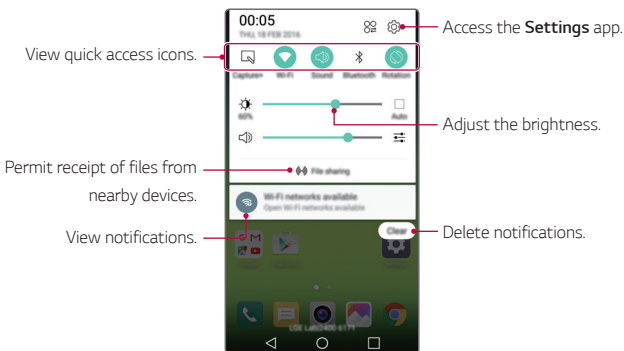 00:05
THU, 18 FEB 2016
Access the Settings app.
View quick access icons.
Capture+ Wi-Fi Sound Bluetooth Rotation
60%
Auto
Adjust the brightness.
Permit receipt of files from
nearby devices.
File sharing
Wi-Fi networks available
Open Wi-Fi networks available
View notifications.
Clear
Delete notifications.